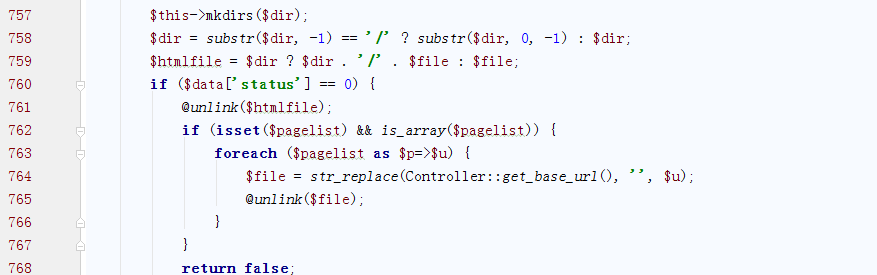 757 $this->mkdirs($dir);
758 $dir = substr($dir, -1) == '/' ? substr($dir, 0, -1) : $dir;
759 $htmlfile = $dir ? $dir . '/' . $file : $file;
760 if ($data['status'] == 0) {
761 @unlink($htmlfile);
762 if (isset($pagelist) && is_array($pagelist)) {
763 foreach ($pagelist as $p=>$u) {
764 $file = str_replace(Controller::get_base_url(), '', $u);
765 @unlink($file);
766 }
767 }
768 return false;